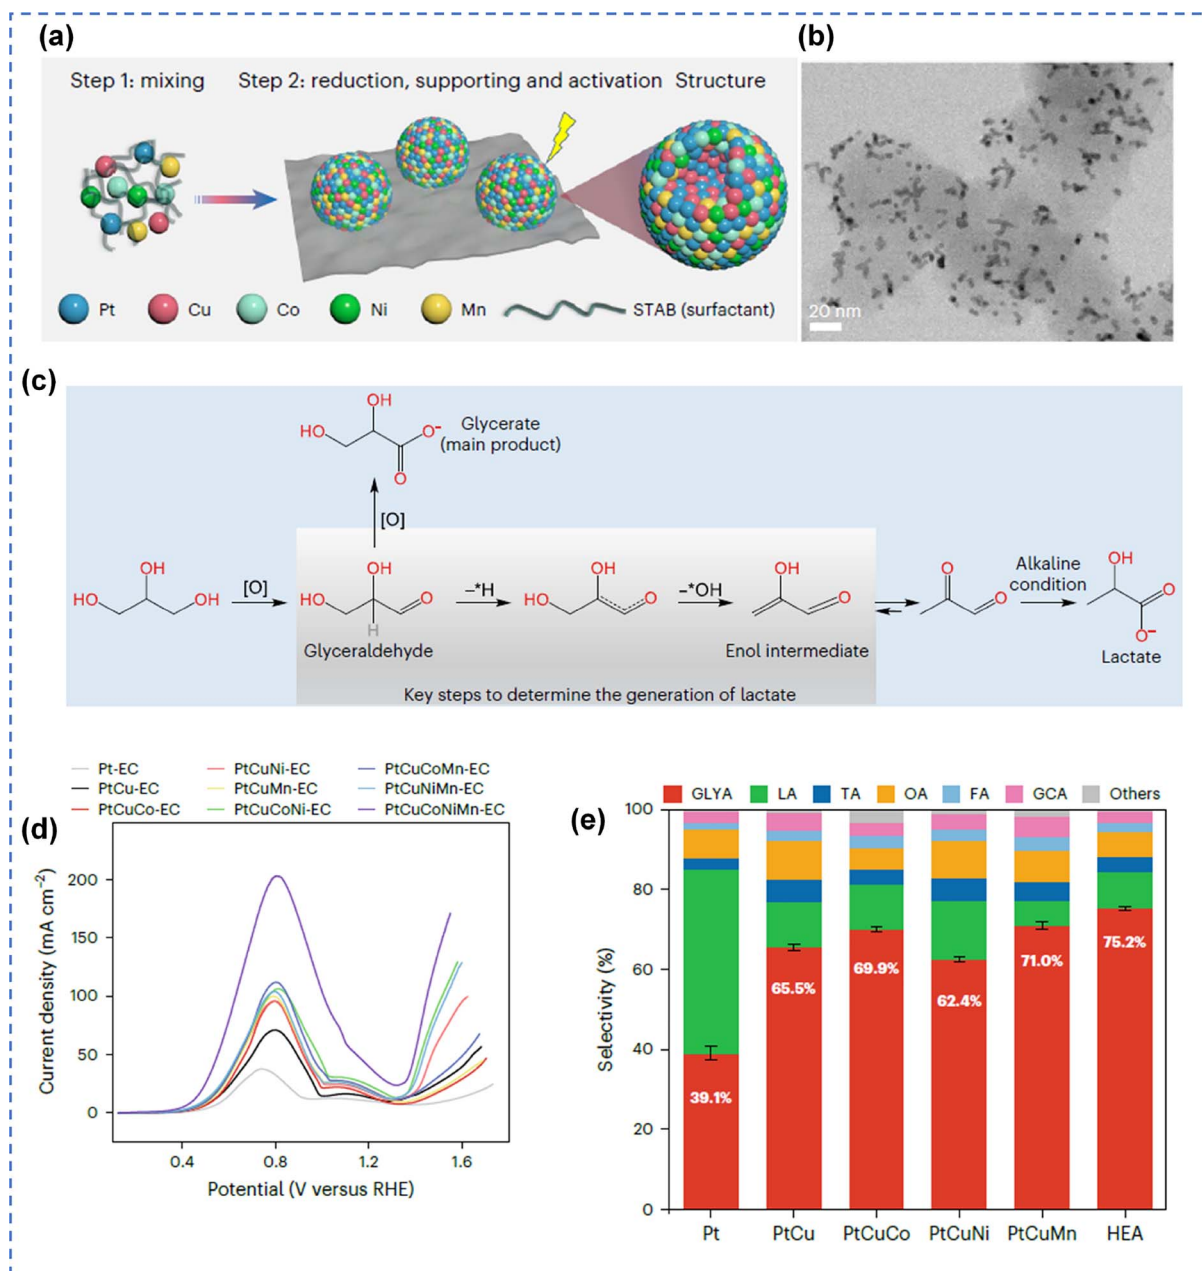 (a)
Step 1: mixing
Step 2: reduction, supporting and activation
Structure
Pt
Cu
Co
Ni
Mn
STAB (surfactant)
(b)
20 nm
(c)
OH
HO
O⁻
O
Glycerate
(main product)
[O]
OH
HO
OH
[O]
OH
HO
O
H
Glyceraldehyde
–*H
OH
HO
O
–*OH
OH
O
Enol intermediate
O
O
Alkaline
condition
OH
O
O⁻
Lactate
Key steps to determine the generation of lactate
(d)
Pt-EC
PtCu-EC
PtCuCo-EC
PtCuNi-EC
PtCuMn-EC
PtCuCoNi-EC
PtCuCoMn-EC
PtCuNiMn-EC
PtCuCoNiMn-EC
Current density (mA cm⁻²)
200
150
100
50
0
0.4
0.8
1.2
1.6
Potential (V versus RHE)
(e)
GLYA
LA
TA
OA
FA
GCA
Others
Selectivity (%)
100
80
60
40
20
0
39.1%
65.5%
69.9%
62.4%
71.0%
75.2%
Pt
PtCu
PtCuCo
PtCuNi
PtCuMn
HEA